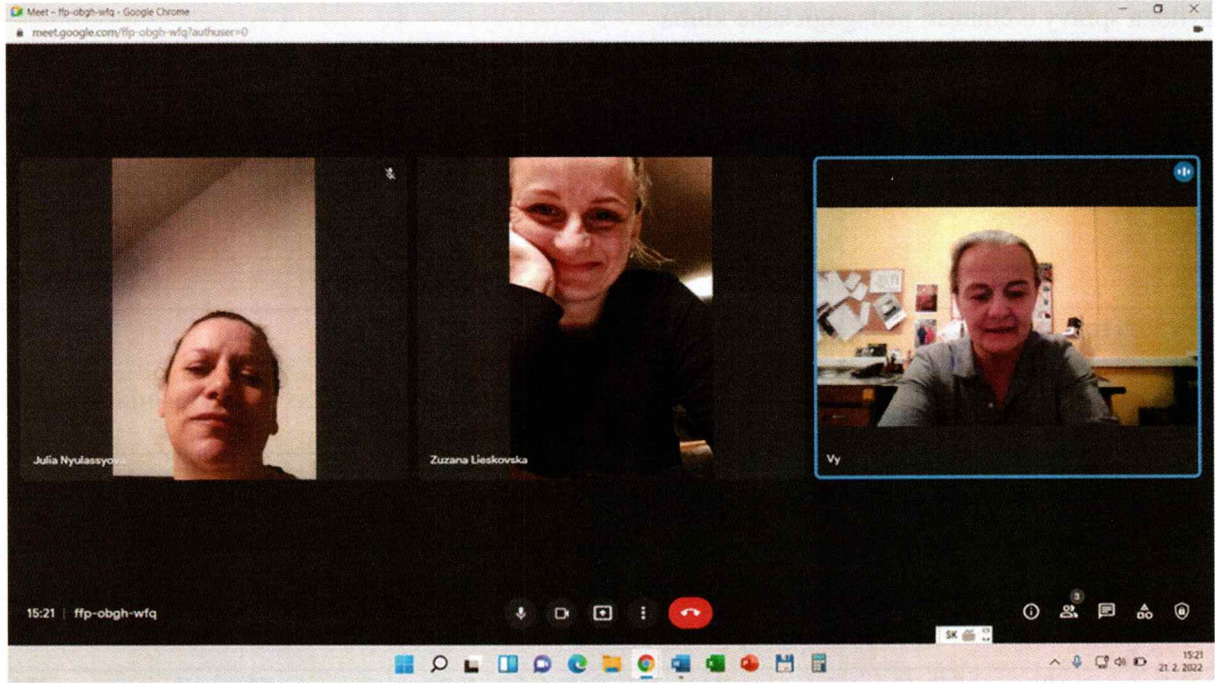 Meet – ffp-obgh-wfq - Google Chrome
meet.google.com/ffp-obgh-wfq?authuser=0
Julia Nyulassyova
Zuzana Lieskovska
Vy
15:21 | ffp-obgh-wfq
3
SK
15:21
21. 2. 2022